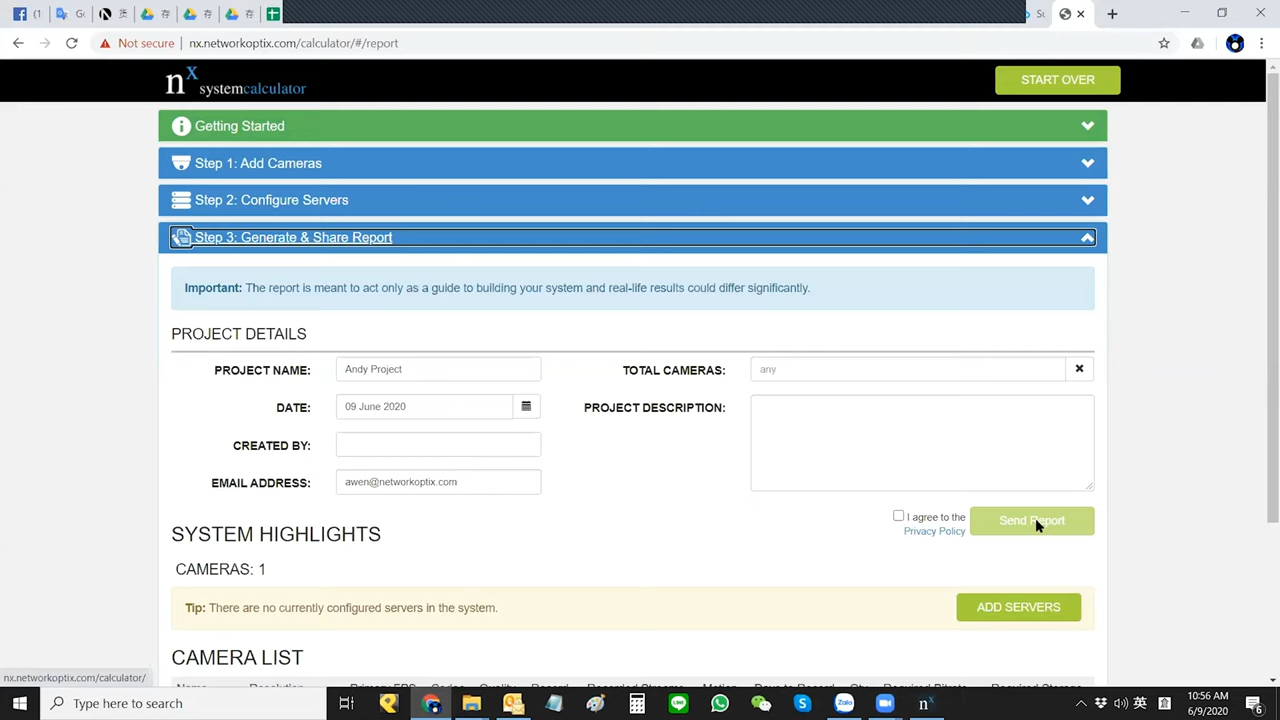 Not secure nx.networkoptix.com/calculator/#/report
nx systemcalculator
START OVER
Getting Started
Step 1: Add Cameras
Step 2: Configure Servers
Step 3: Generate & Share Report
Important: The report is meant to act only as a guide to building your system and real-life results could differ significantly.
PROJECT DETAILS
PROJECT NAME: Andy Project
TOTAL CAMERAS: any
DATE: 09 June 2020
PROJECT DESCRIPTION:
CREATED BY:
EMAIL ADDRESS: awen@networkoptix.com
I agree to the
Privacy Policy
Send Report
SYSTEM HIGHLIGHTS
CAMERAS: 1
Tip: There are no currently configured servers in the system.
ADD SERVERS
CAMERA LIST
nx.networkoptix.com/calculator/
Type here to search
10:56 AM
6/9/2020
英